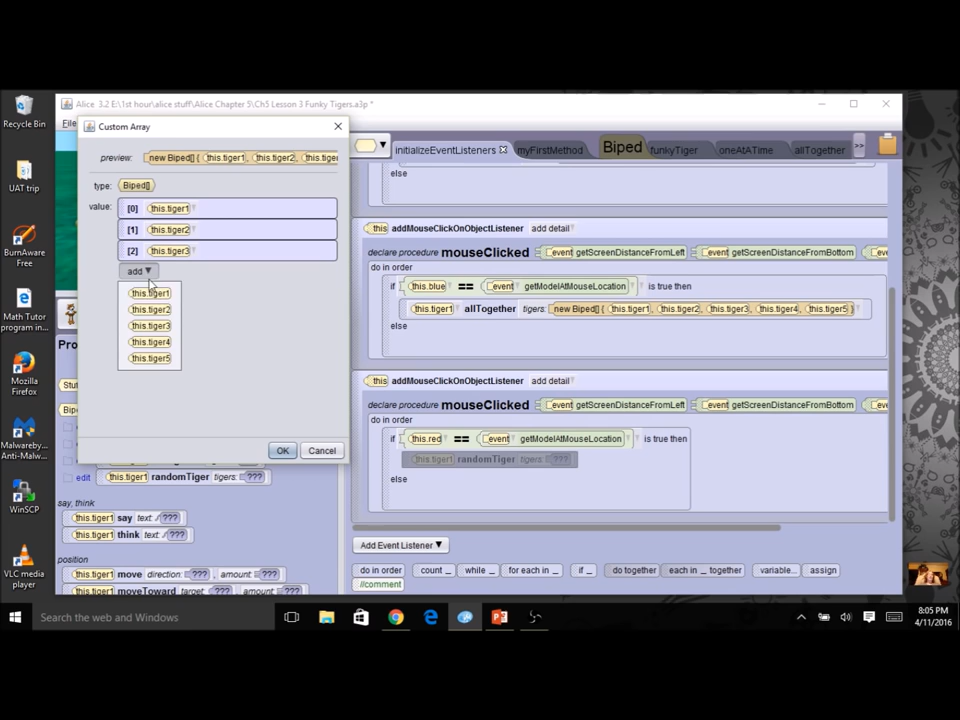 Recycle Bin
UAT trip
BurnAware
Free
Math Tutor
program in...
Mozilla
Firefox
Malwareby...
Anti-Malw...
WinSCP
VLC media
player
Alice 3.2 E:\1st hour\alice stuff\Alice Chapter 5\Ch5 Lesson 3 Funky Tigers.a3p *
File
Custom Array
preview: new Biped[] { this.tiger1, this.tiger2, this.tiger
type: Biped[]
value: [0] this.tiger1
[1] this.tiger2
[2] this.tiger3
add
this.tiger1
this.tiger2
this.tiger3
this.tiger4
this.tiger5
OK Cancel
edit this.tiger1 randomTiger tigers: ???
say, think
this.tiger1 say text: ???
this.tiger1 think text: ???
position
this.tiger1 move direction: ??? , amount: ???
this.tiger1 moveToward target: ??? , amount: ???
initializeEventListeners myFirstMethod Biped funkyTiger oneAtATime allTogether >>
else
this addMouseClickOnObjectListener add detail
declare procedure mouseClicked event getScreenDistanceFromLeft event getScreenDistanceFromBottom eve
do in order
if this.blue == event getModelAtMouseLocation is true then
this.tiger1 allTogether tigers: new Biped[] { this.tiger1, this.tiger2, this.tiger3, this.tiger4, this.tiger5 }
else
this addMouseClickOnObjectListener add detail
declare procedure mouseClicked event getScreenDistanceFromLeft event getScreenDistanceFromBottom eve
do in order
if this.red == event getModelAtMouseLocation is true then
this.tiger1 randomTiger tigers: ???
else
Add Event Listener
do in order count _ while _ for each in _ if _ do together each in _ together variable... assign
//comment
Search the web and Windows
8:05 PM
4/11/2016